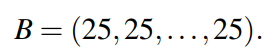 B = (25,25,...,25).